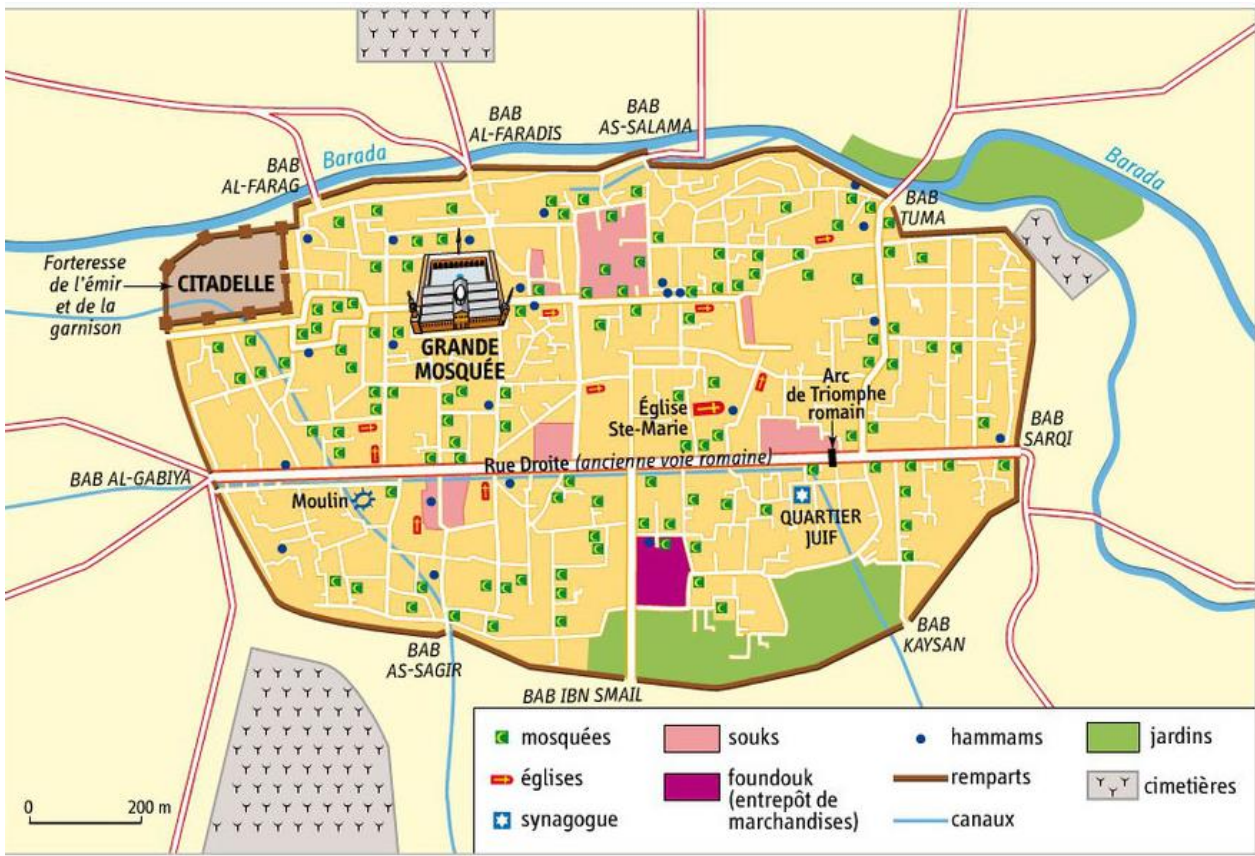 BAB
AL-FARADIS
BAB
AS-SALAMA
BAB
AL-FARAG
Barada
Barada
BAB
TUMA
Forteresse
de l'émir
et de la
garnison
CITADELLE
GRANDE
MOSQUÉE
Arc
de Triomphe
romain
Église
Ste-Marie
BAB
SARQI
Rue Droite (ancienne voie romaine)
BAB AL-GABIYA
Moulin
QUARTIER
JUIF
BAB
KAYSAN
BAB
AS-SAGIR
BAB IBN SMAIL
mosquées
églises
synagogue
souks
foundouk
(entrepôt de
marchandises)
hammams
remparts
canaux
jardins
cimetières
0 200 m